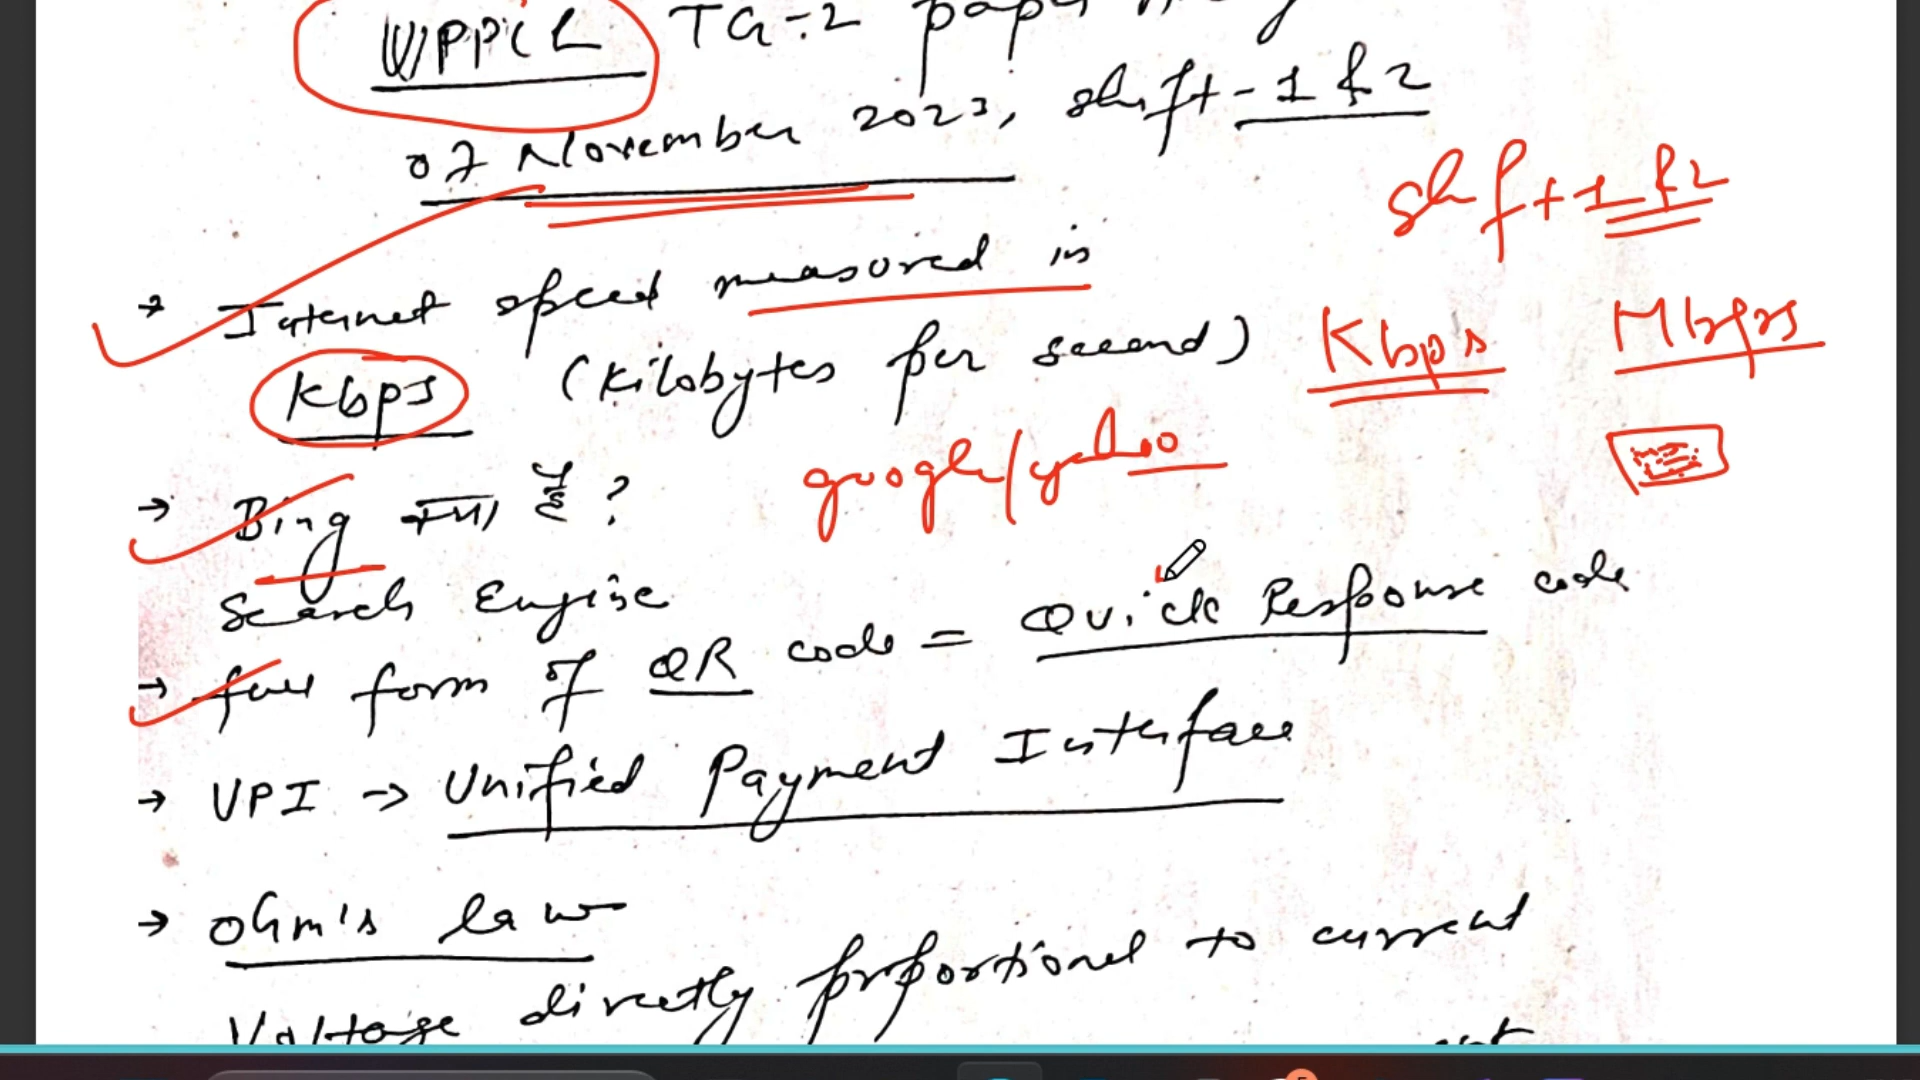 UPPCL TG-2
07 November 2023, shift - 1 & 2
shift 1 & 2
→ Internet speed measured in
Kbps (Kilobytes per second) Kbps Mbps
google/yahoo
→ Bing क्या है ?
Search Engine
→ full form of QR code = Quick Response code
→ UPI → Unified Payment Interface
→ ohm's law
Voltage directly proportional to current